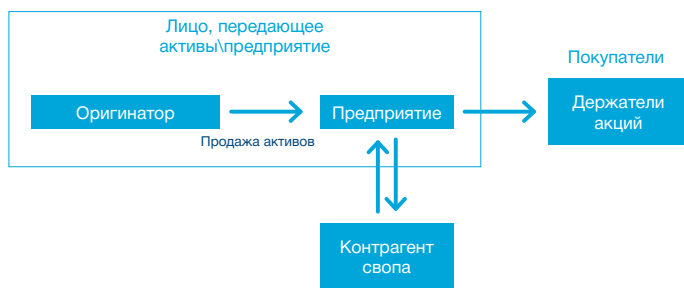 Лицо, передающее
активы\предприятие
Покупатели
Оригинатор
Предприятие
Держатели
акций
Продажа активов
Контрагент
свопа